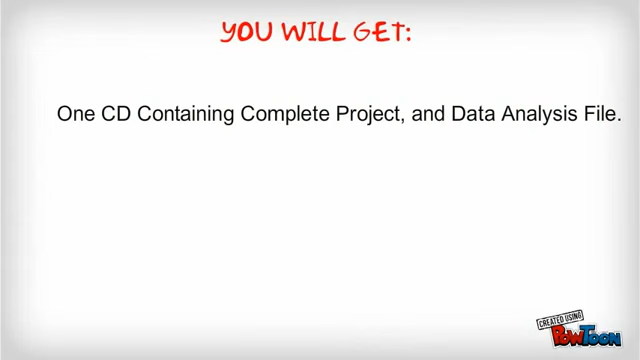 YOU WILL GET:
One CD Containing Complete Project, and Data Analysis File.
CREATED USING
POWTOON